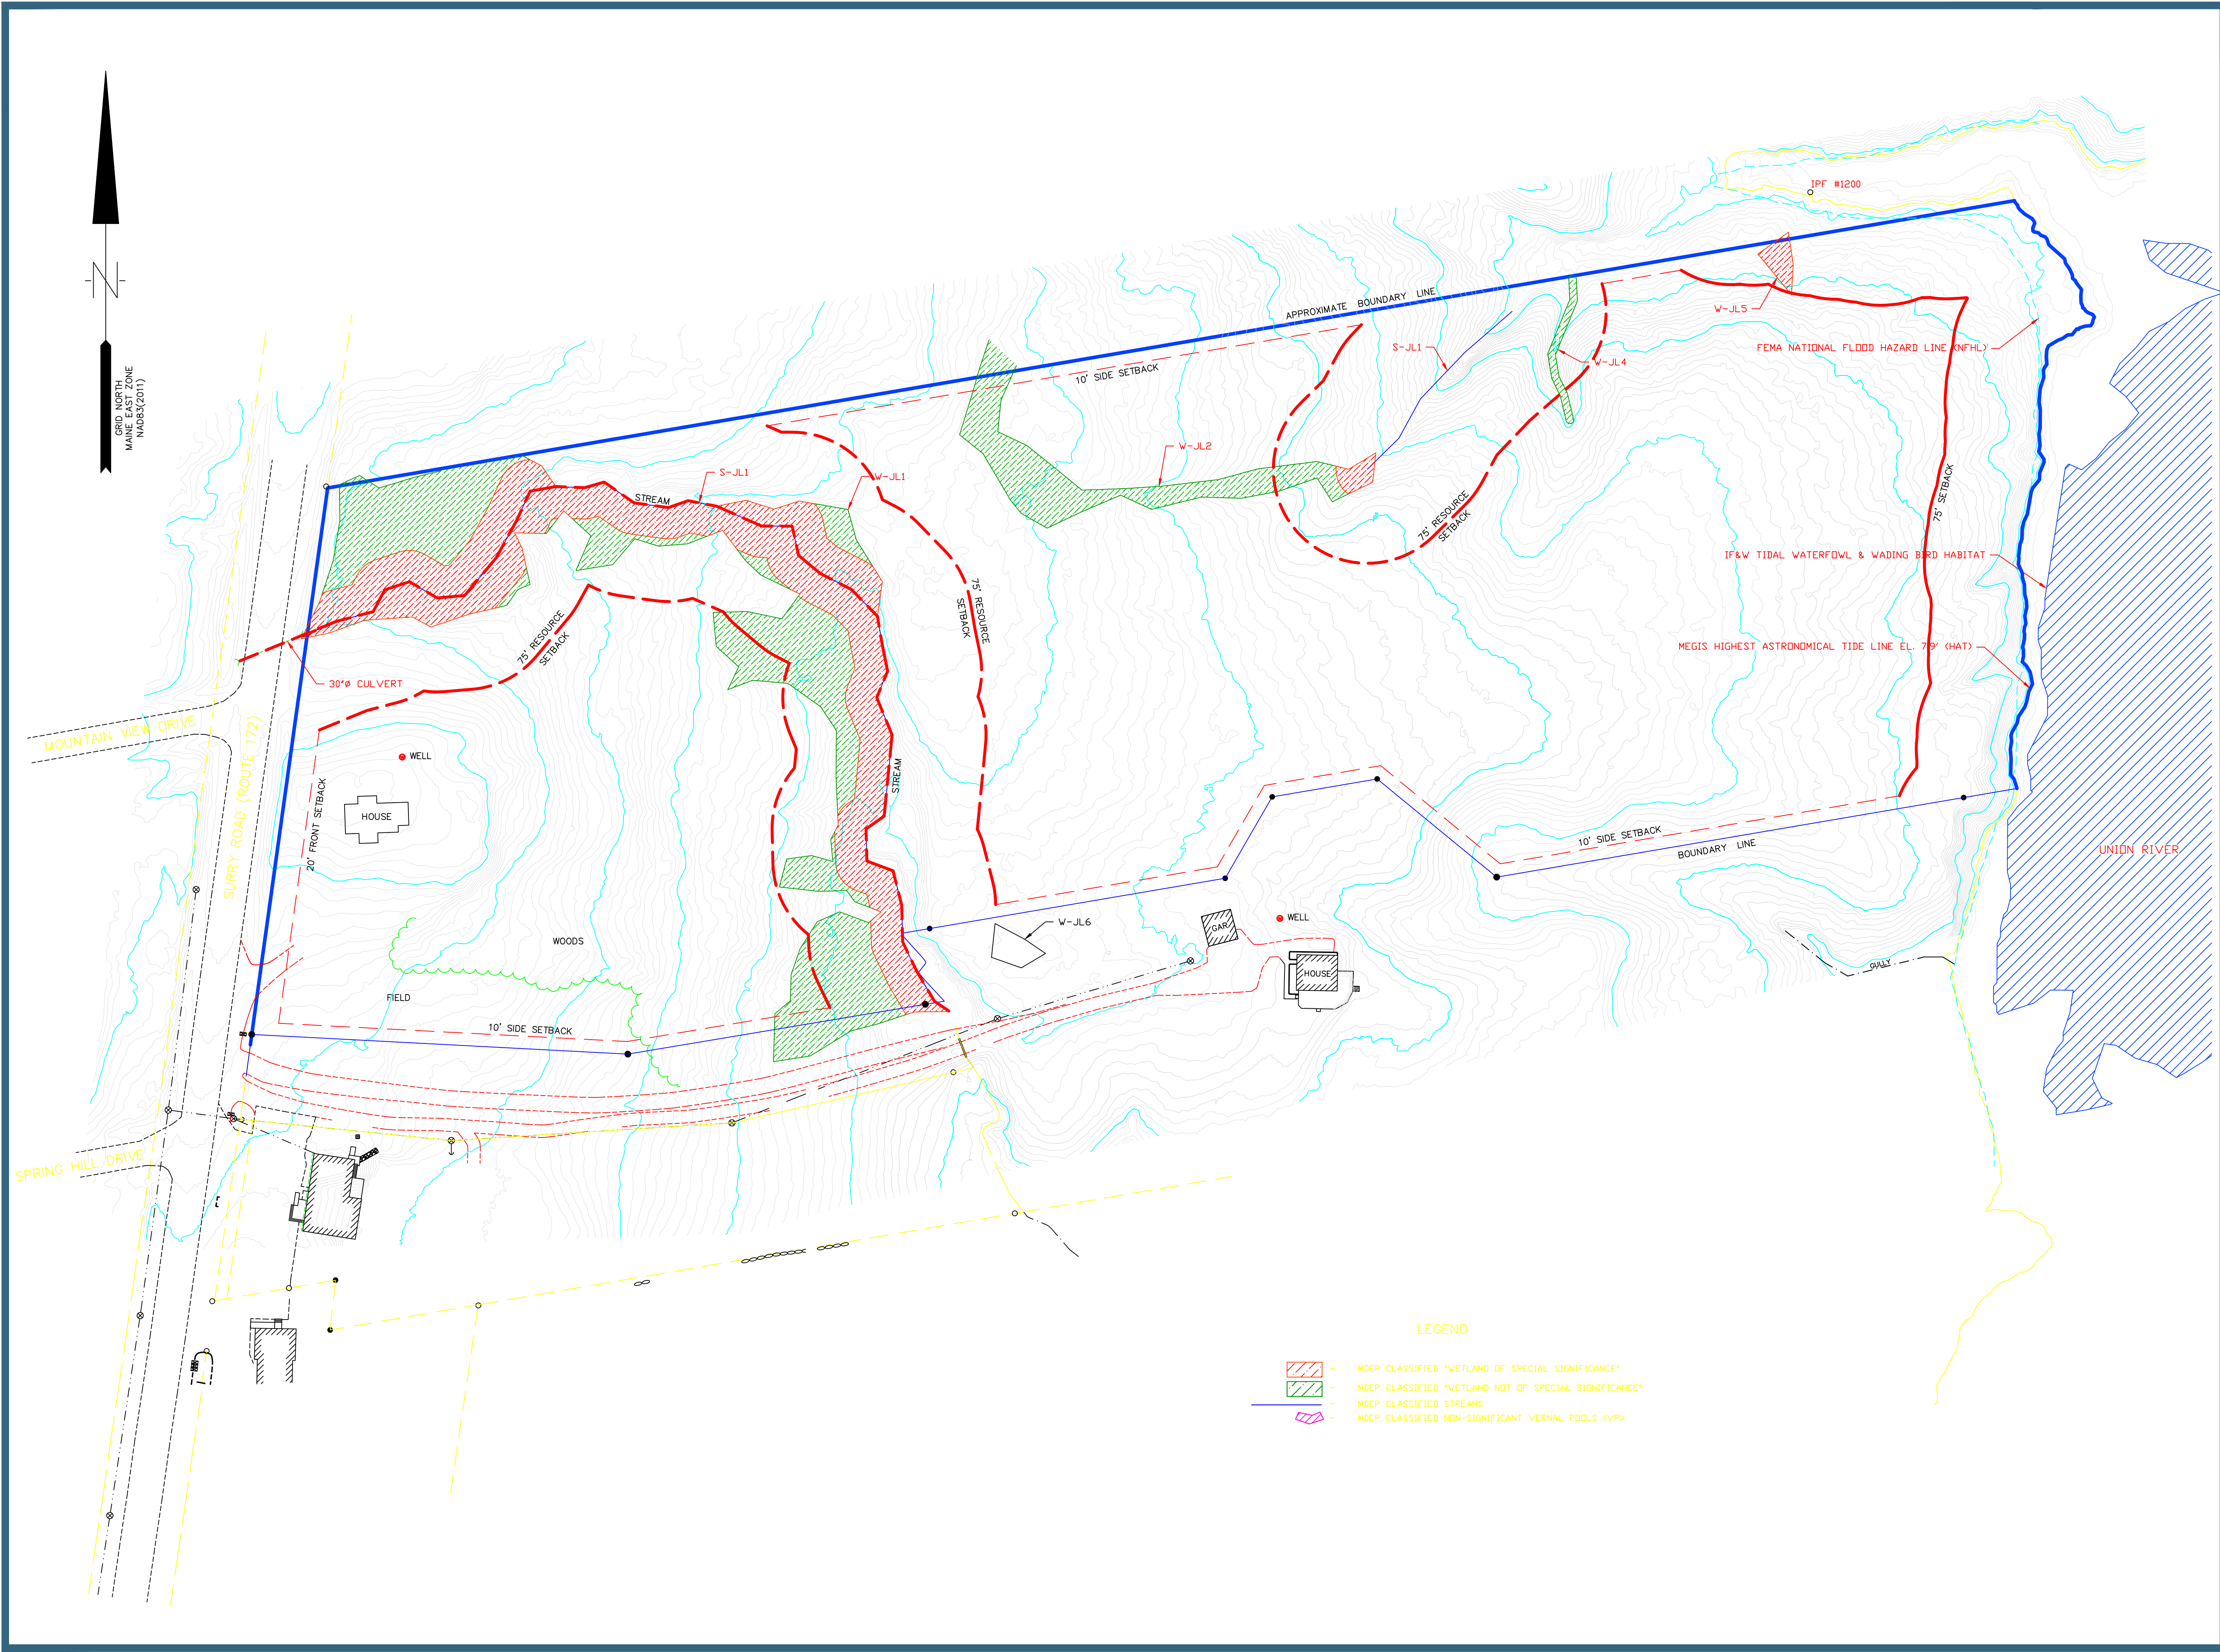 IPF #1200
APPROXIMATE BOUNDARY LINE
W-JL5
S-JL1
FEMA NATIONAL FLOOD HAZARD LINE (NFHL)
W-JL4
10' SIDE SETBACK
GRID NORTH
MAINE EAST ZONE
NAD83(2011)
N
W-JL2
S-JL1
W-JL1
STREAM
75' RESOURCE
SETBACK
75' SETBACK
IF&W TIDAL WATERFOWL & WADING BIRD HABITAT
75' RESOURCE
SETBACK
75' RESOURCE
SETBACK
MEGIS HIGHEST ASTRONOMICAL TIDE LINE EL. 7.9' (HAT)
30"Ø CULVERT
MOUNTAIN VIEW DRIVE
SURRY ROAD (ROUTE 172)
WELL
STREAM
20' FRONT SETBACK
HOUSE
10' SIDE SETBACK
BOUNDARY LINE
UNION RIVER
W-JL6
WELL
GAR
WOODS
HOUSE
GULLY
FIELD
10' SIDE SETBACK
SPRING HILL DRIVE
LEGEND
- MDEP CLASSIFIED "WETLAND OF SPECIAL SIGNIFICANCE"
- MDEP CLASSIFIED "WETLAND NOT OF SPECIAL SIGNIFICANCE"
- MDEP CLASSIFIED STREAMS
- MDEP CLASSIFIED NON-SIGNIFICANT VERNAL POOLS (VP)